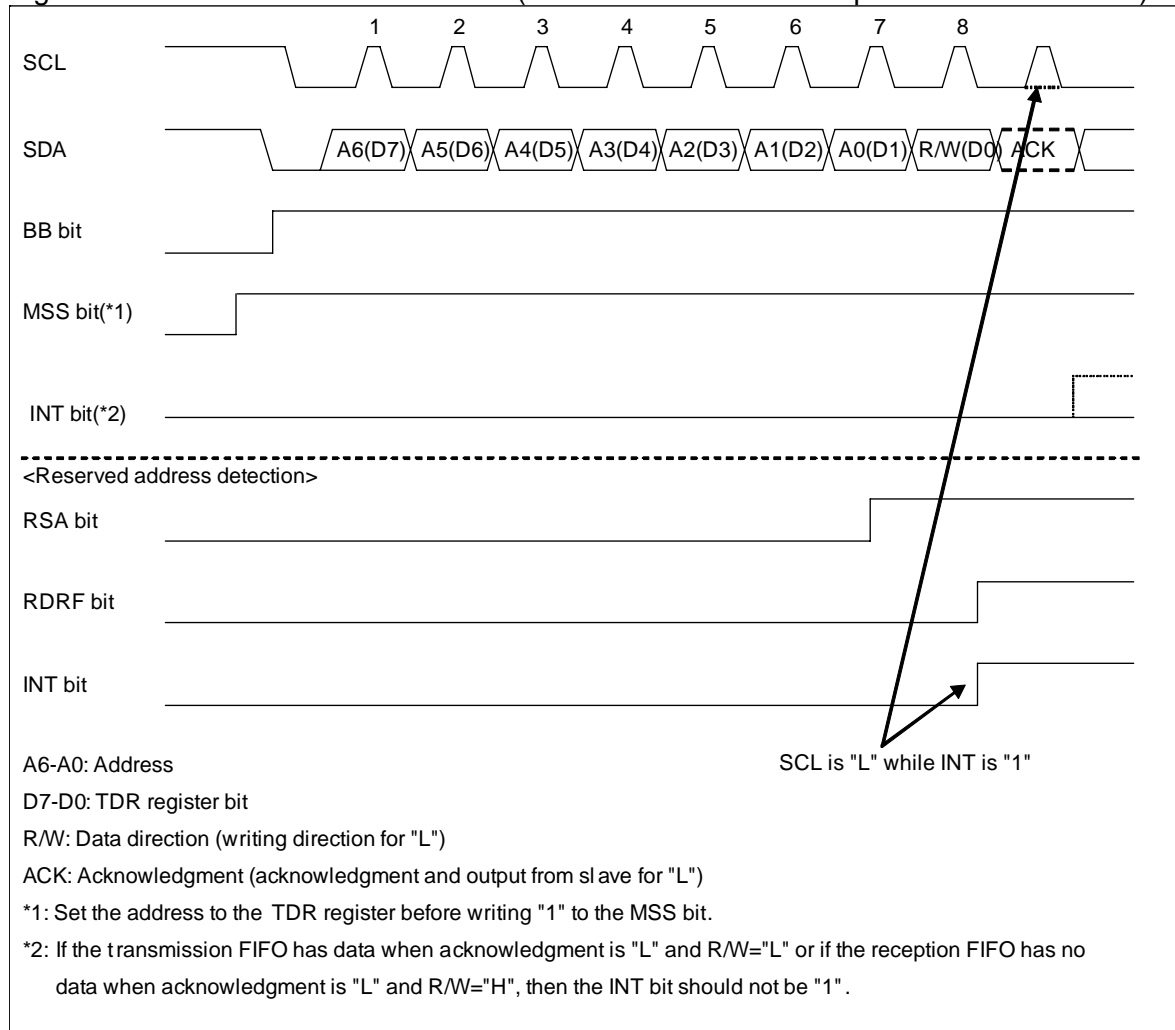 1 2 3 4 5 6 7 8
SCL
SDA A6(D7) A5(D6) A4(D5) A3(D4) A2(D3) A1(D2) A0(D1) R/W(D0) ACK
BB bit
MSS bit(*1)
INT bit(*2)
<Reserved address detection>
RSA bit
RDRF bit
INT bit
SCL is "L" while INT is "1"
A6-A0: Address
D7-D0: TDR register bit
R/W: Data direction (writing direction for "L")
ACK: Acknowledgment (acknowledgment and output from slave for "L")
*1: Set the address to the TDR register before writing "1" to the MSS bit.
*2: If the transmission FIFO has data when acknowledgment is "L" and R/W="L" or if the reception FIFO has no
data when acknowledgment is "L" and R/W="H", then the INT bit should not be "1".